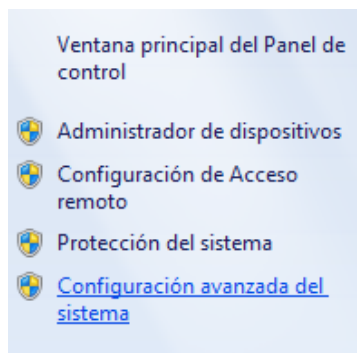 Ventana principal del Panel de
control
Administrador de dispositivos
Configuración de Acceso
remoto
Protección del sistema
Configuración avanzada del
sistema